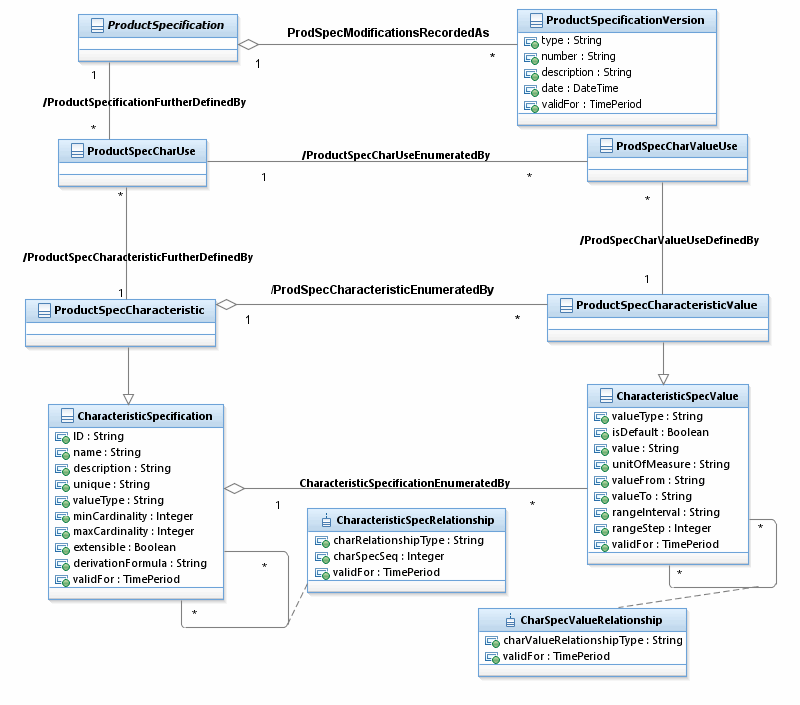 ProductSpecification
ProdSpecModificationsRecordedAs
1
*
ProductSpecificationVersion
type : String
number : String
description : String
date : DateTime
validFor : TimePeriod
1
/ProductSpecificationFurtherDefinedBy
*
ProductSpecCharUse
/ProductSpecCharUseEnumeratedBy
1
*
ProdSpecCharValueUse
*
/ProductSpecCharacteristicFurtherDefinedBy
1
*
/ProdSpecCharValueUseDefinedBy
1
ProductSpecCharacteristic
/ProdSpecCharacteristicEnumeratedBy
1
*
ProductSpecCharacteristicValue
CharacteristicSpecification
ID : String
name : String
description : String
unique : String
valueType : String
minCardinality : Integer
maxCardinality : Integer
extensible : Boolean
derivationFormula : String
validFor : TimePeriod
CharacteristicSpecificationEnumeratedBy
1
*
CharacteristicSpecValue
valueType : String
isDefault : Boolean
value : String
unitOfMeasure : String
valueFrom : String
valueTo : String
rangeInterval : String
rangeStep : Integer
validFor : TimePeriod
*
*
CharacteristicSpecRelationship
charRelationshipType : String
charSpecSeq : Integer
validFor : TimePeriod
*
*
CharSpecValueRelationship
charValueRelationshipType : String
validFor : TimePeriod